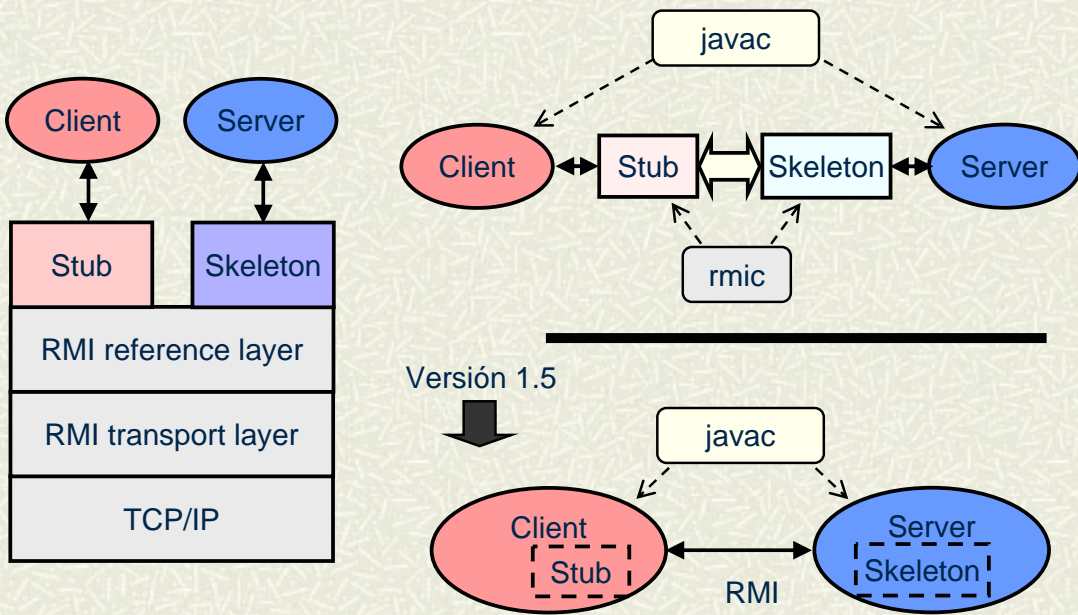 Client
Server
Stub
Skeleton
RMI reference layer
RMI transport layer
TCP/IP
javac
Client
Stub
Skeleton
Server
rmic
Versión 1.5
javac
Client
Stub
RMI
Server
Skeleton